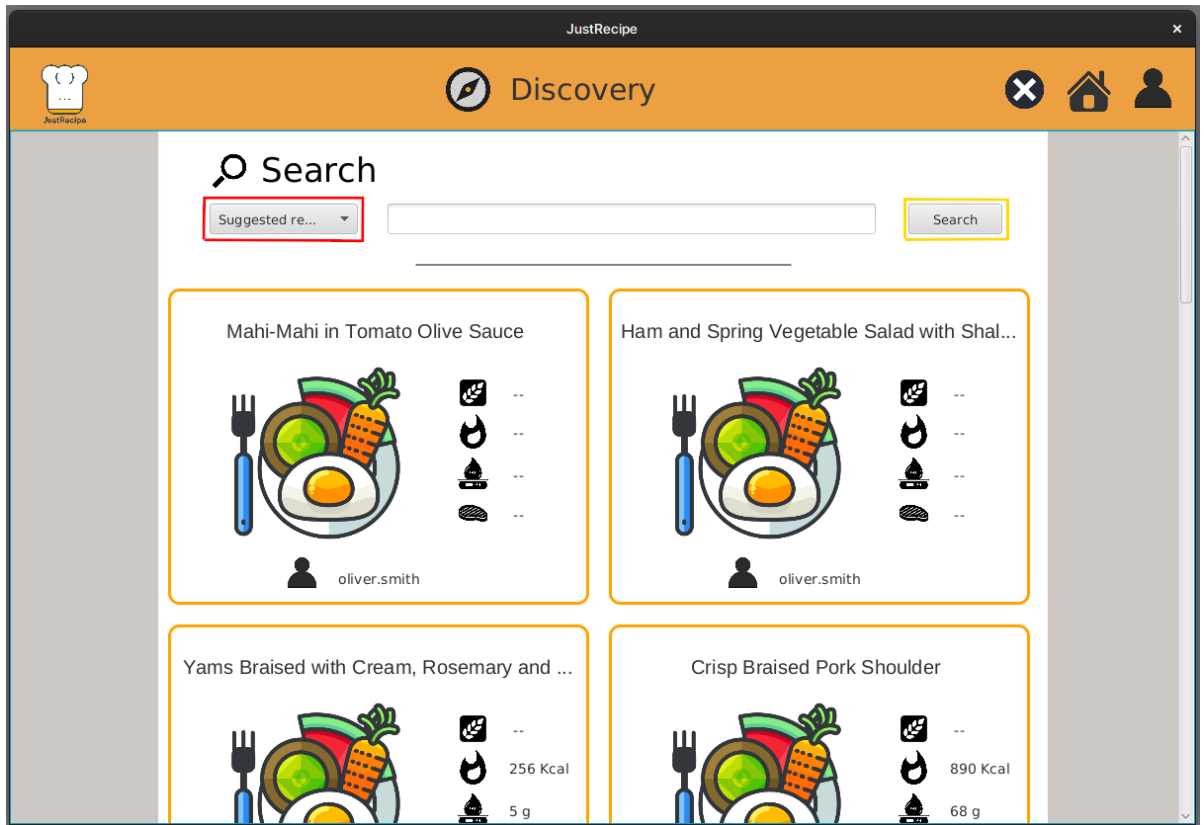 JustRecipe
{ }
...
JustRecipe
Discovery
Search
Suggested re...
Search
Mahi-Mahi in Tomato Olive Sauce
--
--
--
--
oliver.smith
Ham and Spring Vegetable Salad with Shal...
--
--
--
--
oliver.smith
Yams Braised with Cream, Rosemary and ...
--
256 Kcal
5 g
Crisp Braised Pork Shoulder
--
890 Kcal
68 g